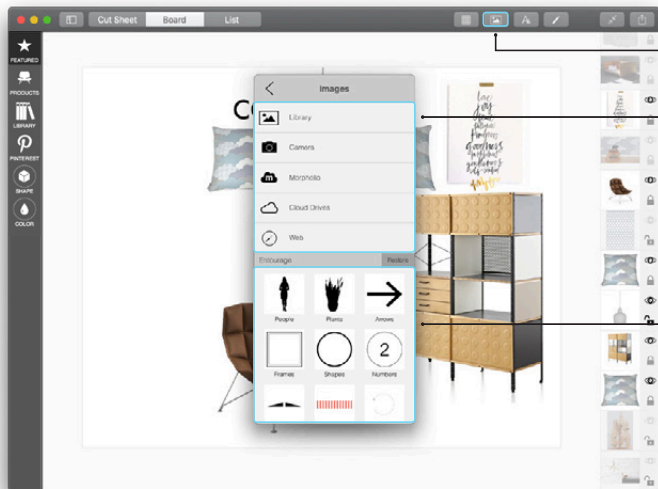 Cut Sheet
Board
List
FEATURED
PRODUCTS
LIBRARY
PINTEREST
SHAPE
COLOR
Images
Library
Camera
m
Morpholio
Cloud Drives
Web
Entourage
People
Plants
Arrows
2
Frames
Shapes
Numbers